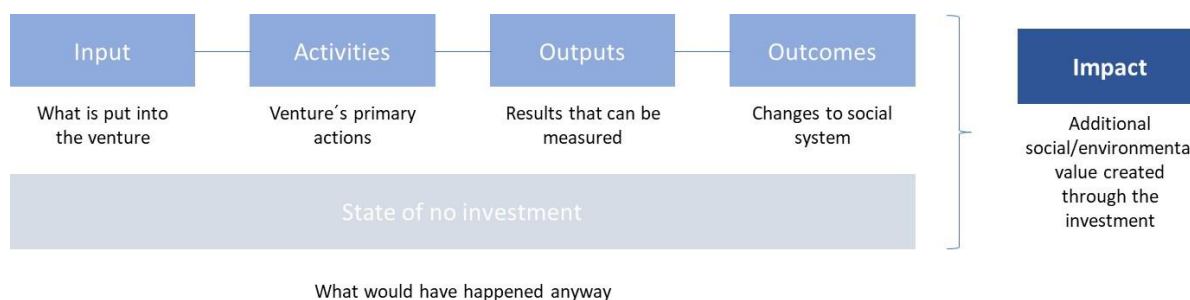 Input
Activities
Outputs
Outcomes
Impact
What is put into
the venture
Venture´s primary
actions
Results that can be
measured
Changes to social
system
Additional
social/environmenta
value created
through the
investment
State of no investment
What would have happened anyway